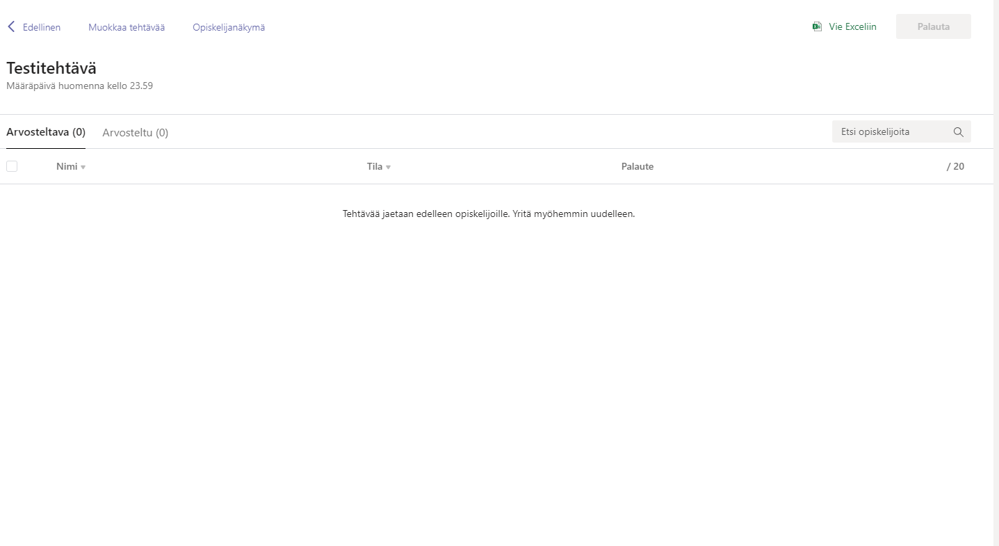 Edellinen Muokkaa tehtävää Opiskelijanäkymä Vie Exceliin Palauta
Testitehtävä
Määräpäivä huomenna kello 23.59
Arvosteltava (0) Arvosteltu (0) Etsi opiskelijoita
Nimi Tila Palaute / 20
Tehtävää jaetaan edelleen opiskelijoille. Yritä myöhemmin uudelleen.